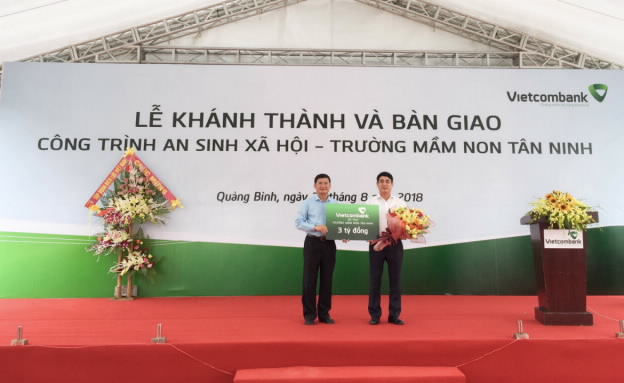 Vietcombank
LỄ KHÁNH THÀNH VÀ BÀN GIAO
CÔNG TRÌNH AN SINH XÃ HỘI – TRƯỜNG MẦM NON TÂN NINH
Quảng Bình, ngày tháng 8 2018
Vietcombank
3 tỷ đồng
Vietcombank